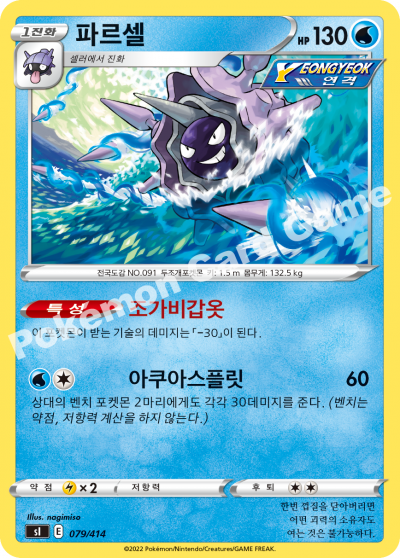 1진화
파르셀
HP 130
셀러에서 진화
YEONGYEOK
연격
전국도감 NO.091 두조개포켓몬 키: 1.5 m 몸무게: 132.5 kg
특성 조가비갑옷
이 포켓몬이 받는 기술의 데미지는 「-30」이 된다.
아쿠아스플릿 60
상대의 벤치 포켓몬 2마리에게도 각각 30데미지를 준다. (벤치는
약점, 저항력 계산을 하지 않는다.)
약점 ×2 저항력 후퇴
Illus. nagimiso
sI E 079/414
한번 껍질을 닫아버리면
어떤 괴력의 소유자도
여는 것은 불가능하다.
©2022 Pokémon/Nintendo/Creatures/GAME FREAK.
Pokémon Card Game